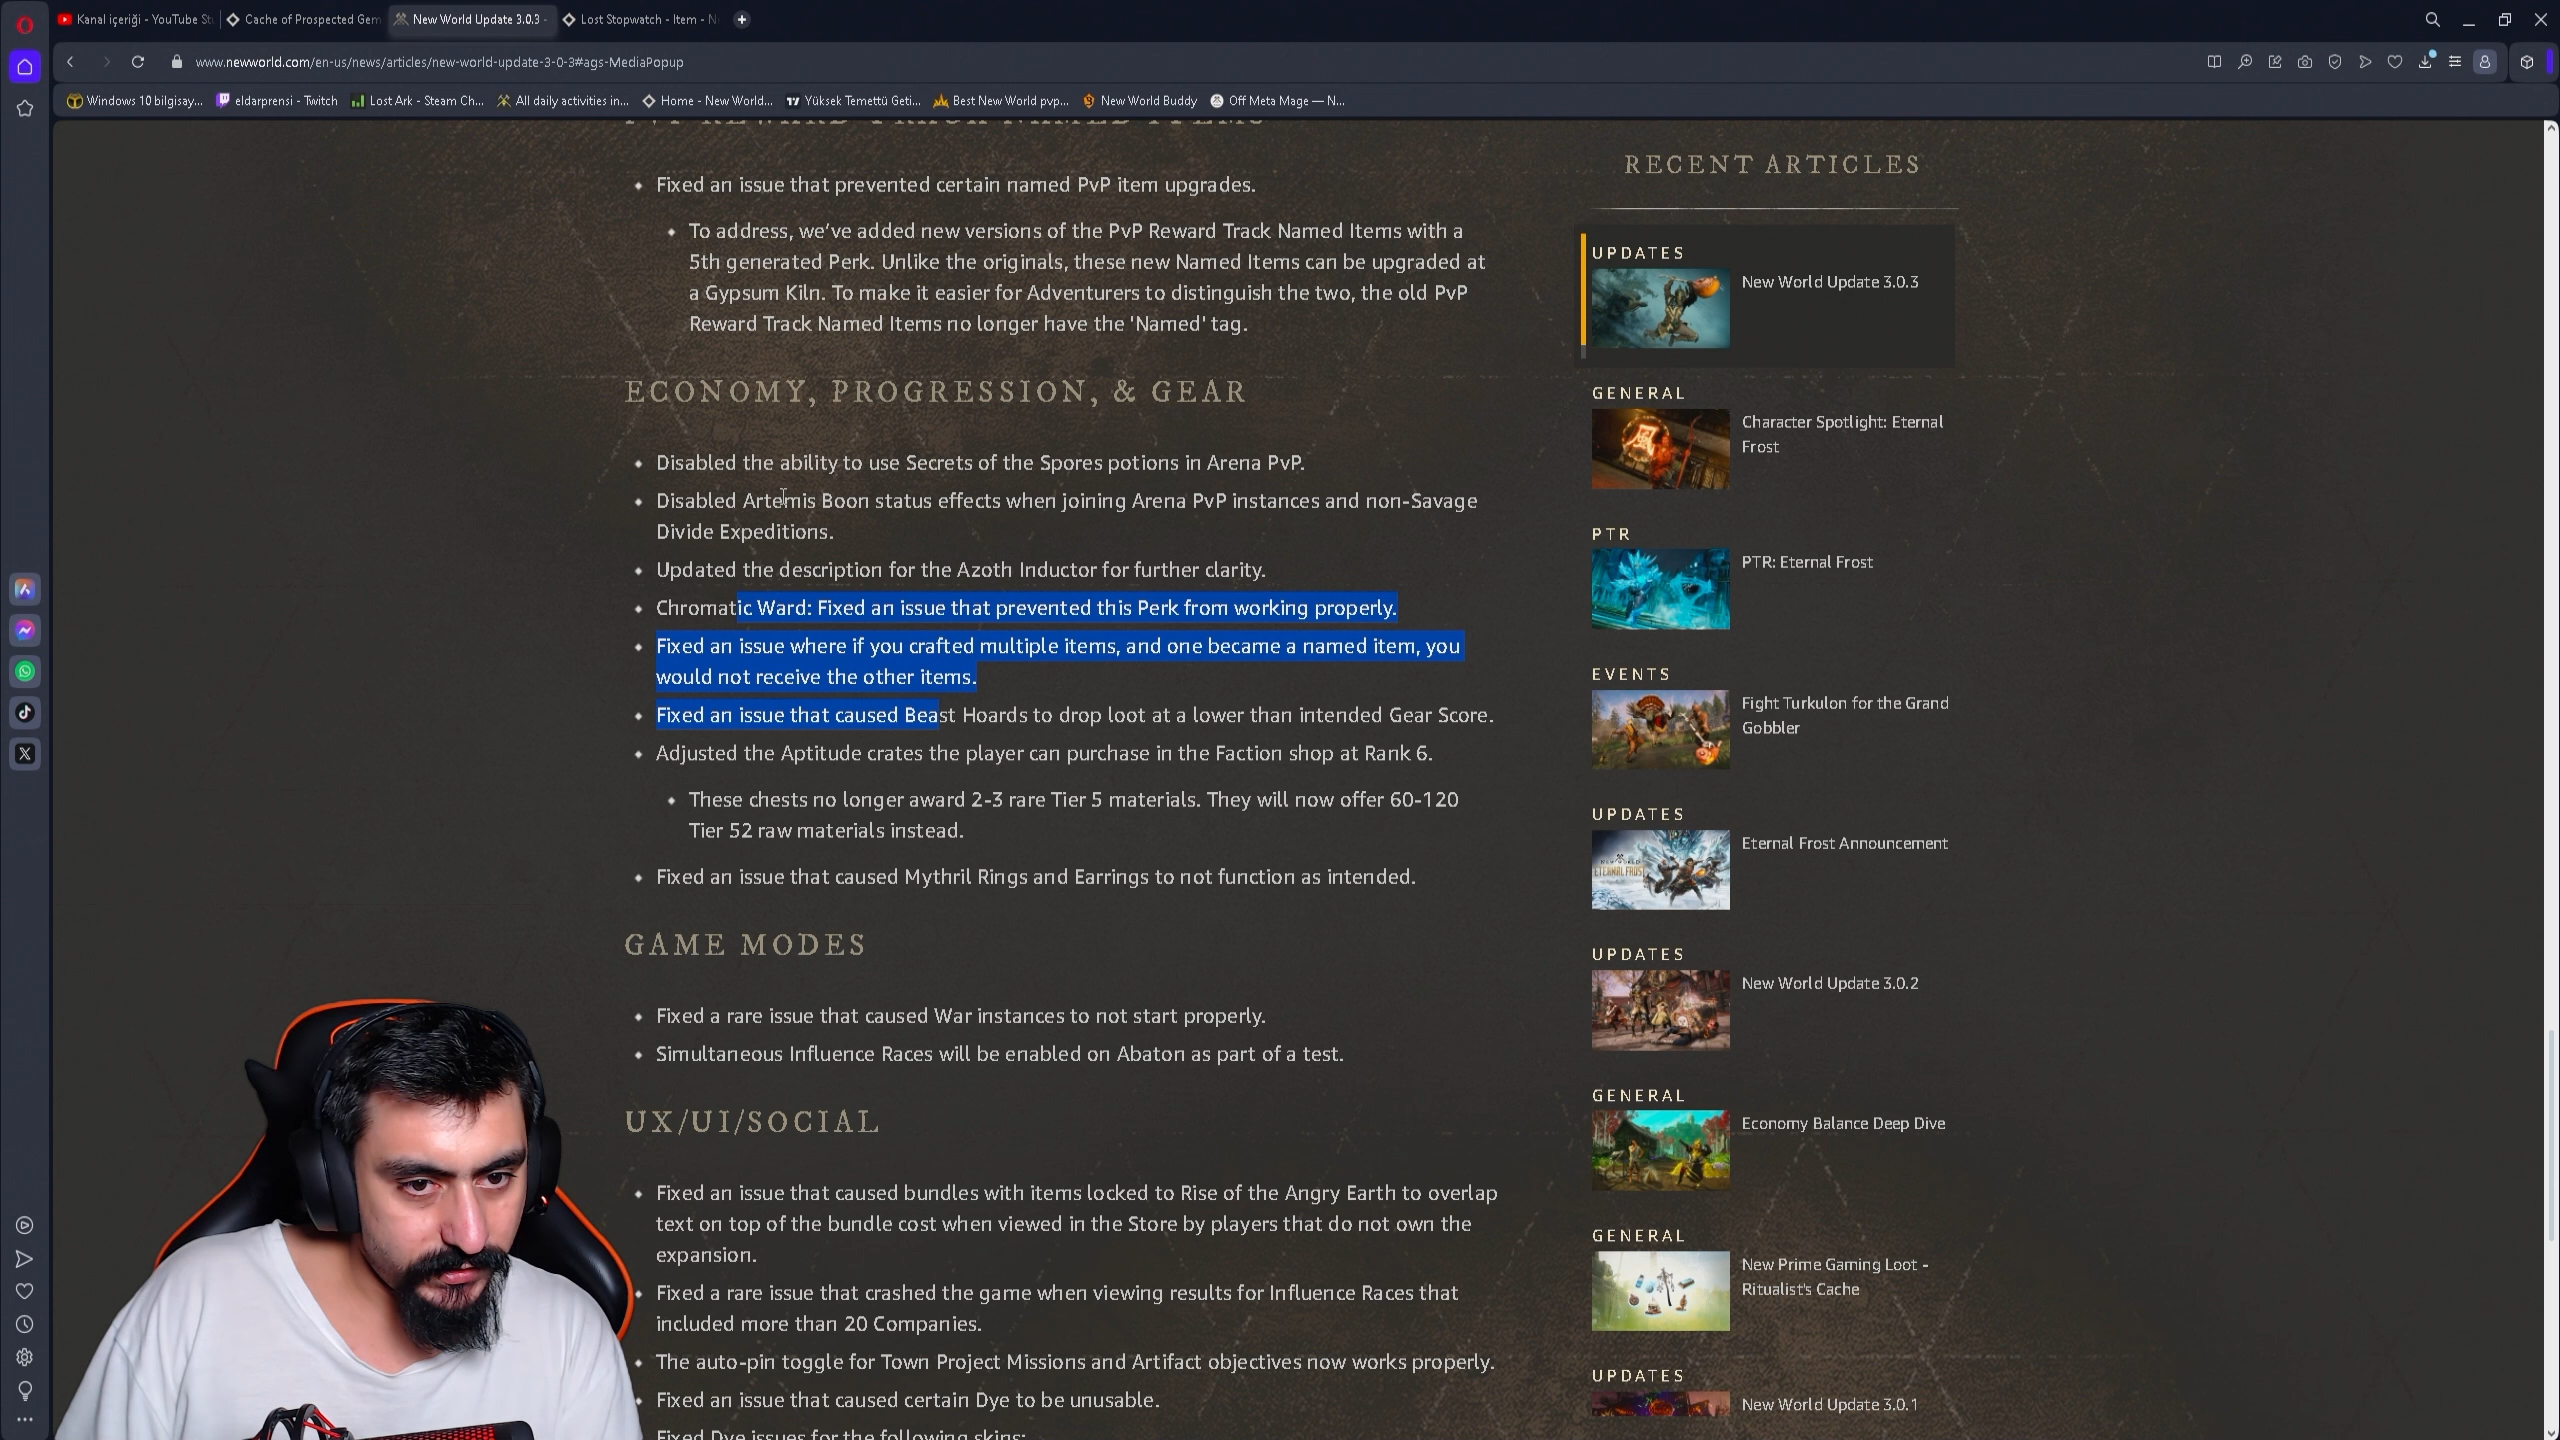 Kanal içeriği - YouTube St
Cache of Prospected Gem
New World Update 3.0.3 -
Lost Stopwatch - Item - N
www.newworld.com/en-us/news/articles/new-world-update-3-0-3#ags-MediaPopup
Windows 10 bilgisay...
eldarprensi - Twitch
Lost Ark - Steam Ch...
All daily activities in...
Home - New World...
Yüksek Temettü Geti...
Best New World pvp...
New World Buddy
Off Meta Mage — N...
PVP REWARD TRACK NAMED ITEMS
Fixed an issue that prevented certain named PvP item upgrades.
To address, we've added new versions of the PvP Reward Track Named Items with a
5th generated Perk. Unlike the originals, these new Named Items can be upgraded at
a Gypsum Kiln. To make it easier for Adventurers to distinguish the two, the old PvP
Reward Track Named Items no longer have the 'Named' tag.
ECONOMY, PROGRESSION, & GEAR
Disabled the ability to use Secrets of the Spores potions in Arena PvP.
Disabled Artemis Boon status effects when joining Arena PvP instances and non-Savage
Divide Expeditions.
Updated the description for the Azoth Inductor for further clarity.
Chromatic Ward: Fixed an issue that prevented this Perk from working properly.
Fixed an issue where if you crafted multiple items, and one became a named item, you
would not receive the other items.
Fixed an issue that caused Beast Hoards to drop loot at a lower than intended Gear Score.
Adjusted the Aptitude crates the player can purchase in the Faction shop at Rank 6.
These chests no longer award 2-3 rare Tier 5 materials. They will now offer 60-120
Tier 52 raw materials instead.
Fixed an issue that caused Mythril Rings and Earrings to not function as intended.
GAME MODES
Fixed a rare issue that caused War instances to not start properly.
Simultaneous Influence Races will be enabled on Abaton as part of a test.
UX/UI/SOCIAL
Fixed an issue that caused bundles with items locked to Rise of the Angry Earth to overlap
text on top of the bundle cost when viewed in the Store by players that do not own the
expansion.
Fixed a rare issue that crashed the game when viewing results for Influence Races that
included more than 20 Companies.
The auto-pin toggle for Town Project Missions and Artifact objectives now works properly.
Fixed an issue that caused certain Dye to be unusable.
Fixed Dye issues for the following skins:
RECENT ARTICLES
UPDATES
New World Update 3.0.3
GENERAL
Character Spotlight: Eternal
Frost
PTR
PTR: Eternal Frost
EVENTS
Fight Turkulon for the Grand
Gobbler
UPDATES
Eternal Frost Announcement
UPDATES
New World Update 3.0.2
GENERAL
Economy Balance Deep Dive
GENERAL
New Prime Gaming Loot -
Ritualist's Cache
UPDATES
New World Update 3.0.1